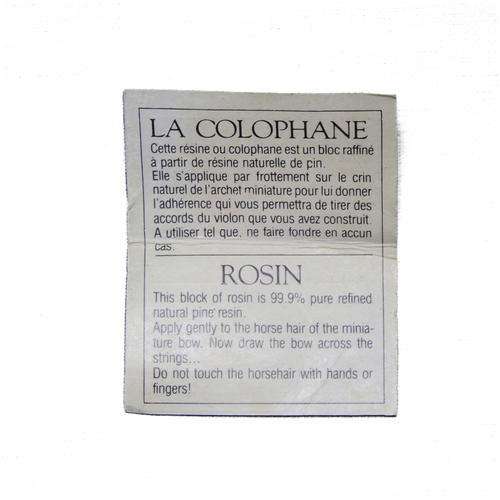 LA COLOPHANE
Cette résine ou colophane est un bloc raffiné
à partir de résine naturelle de pin.
Elle s'applique par frottement sur le crin
naturel de l'archet miniature pour lui donner
l'adhérence qui vous permettra de tirer des
accords du violon que vous avez construit.
A utiliser tel que, ne faire fondre en accun
cas.
ROSIN
This block of rosin is 99.9% pure refined
natural pine resin.
Apply gently to the horse hair of the minia-
ture bow. Now draw the bow across the
strings...
Do not touch the horsehair with hands or
fingers!